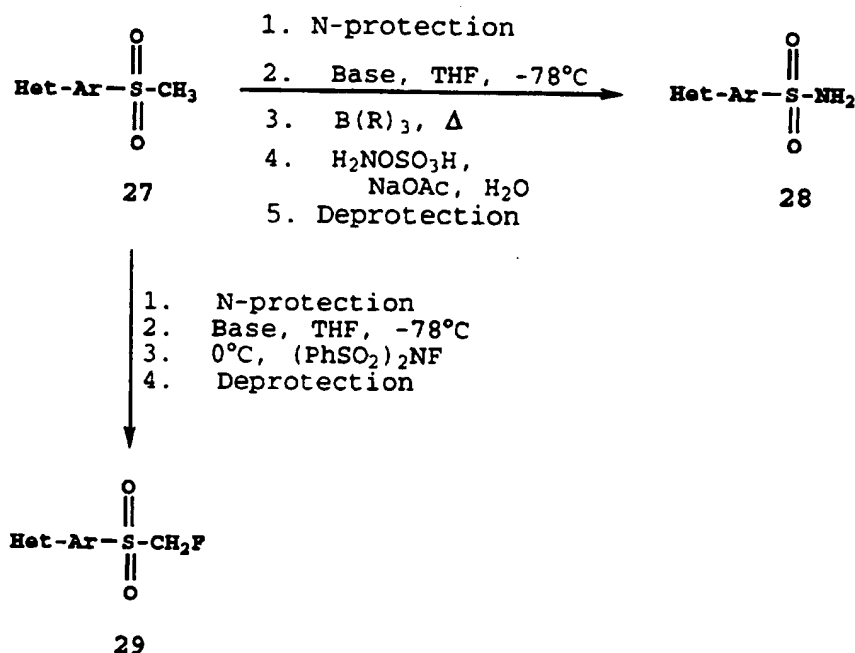 1. N-protection
2. Base, THF, -78°C
3. B(R)3, Δ
4. H2NOSO3H,
NaOAc, H2O
5. Deprotection
O
Het-Ar-S-CH3
O
27
O
Het-Ar-S-NH2
O
28
1. N-protection
2. Base, THF, -78°C
3. 0°C, (PhSO2)2NF
4. Deprotection
O
Het-Ar-S-CH2F
O
29